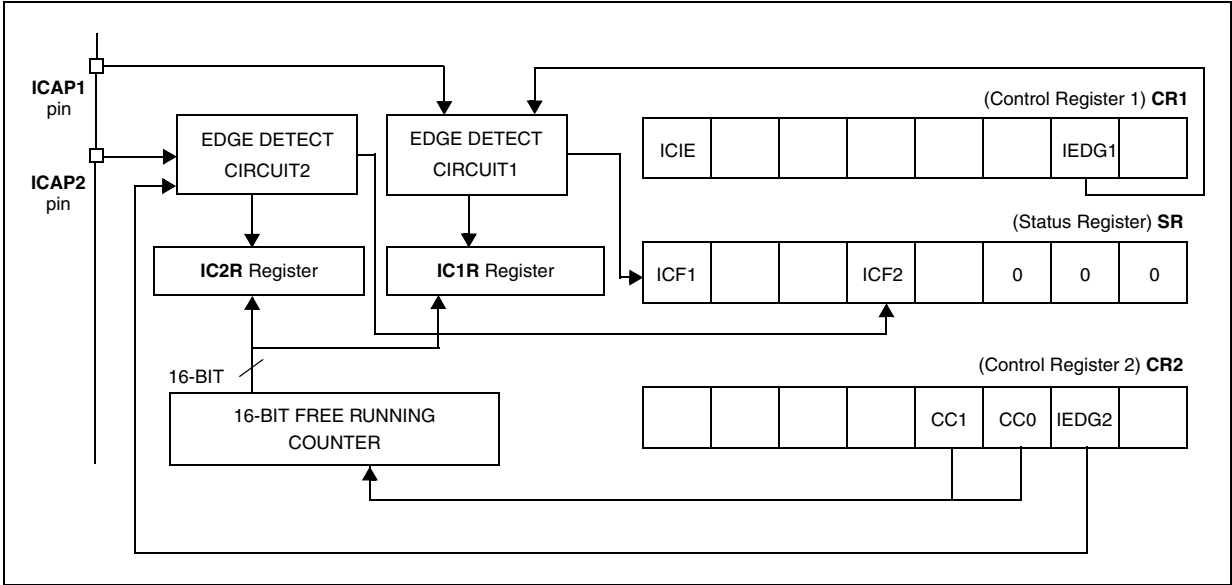 ICAP1
pin
ICAP2
pin
EDGE DETECT
CIRCUIT2
EDGE DETECT
CIRCUIT1
IC2R Register
IC1R Register
16-BIT
16-BIT FREE RUNNING
COUNTER
(Control Register 1) CR1
ICIE IEDG1
(Status Register) SR
ICF1 ICF2 0 0 0
(Control Register 2) CR2
CC1 CC0 IEDG2